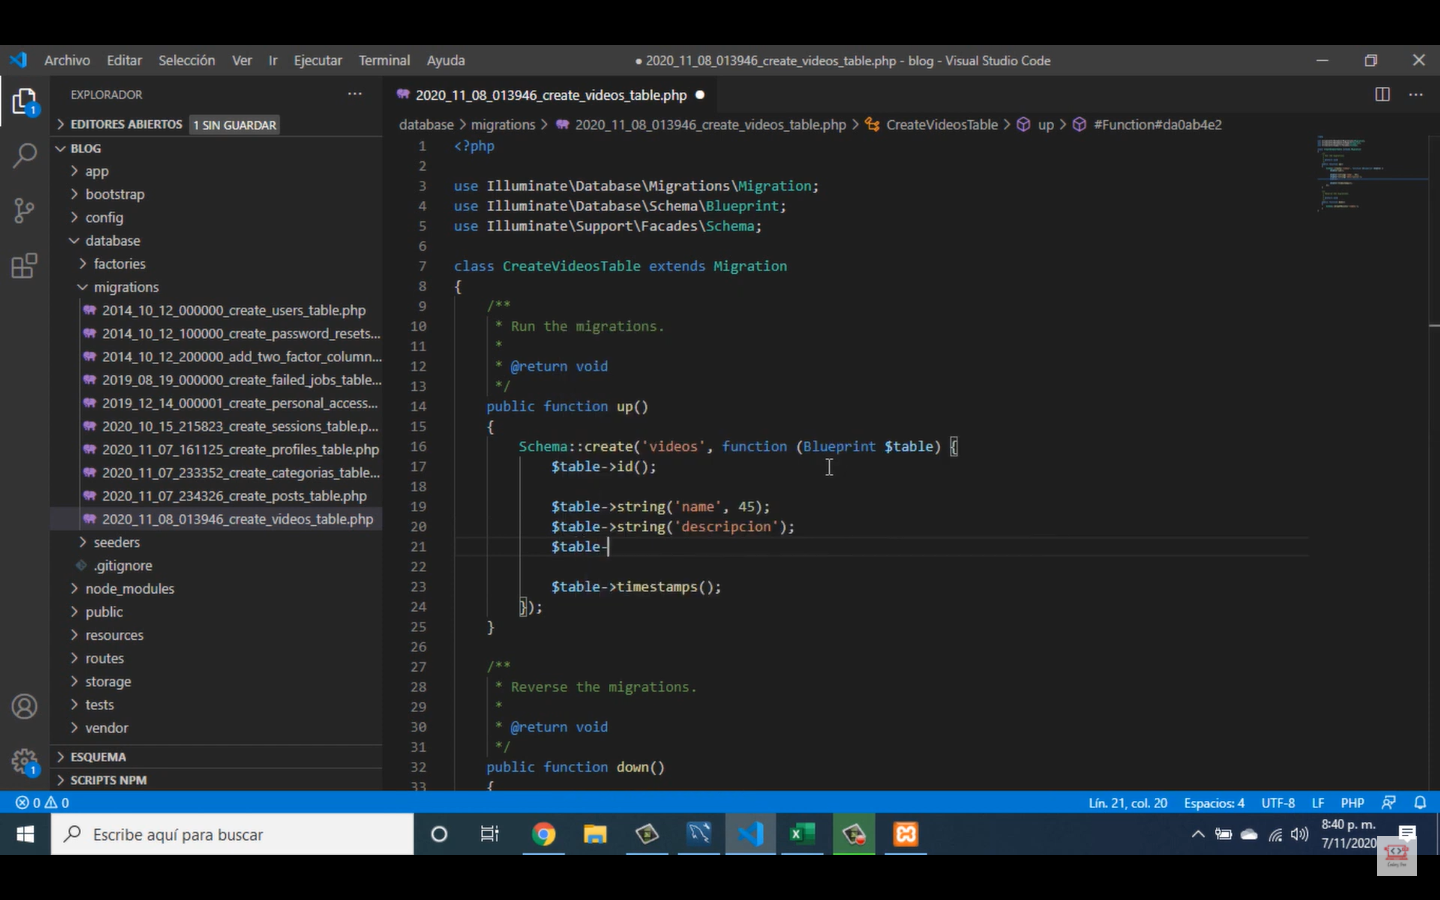 Archivo Editar Selección Ver Ir Ejecutar Terminal Ayuda
● 2020_11_08_013946_create_videos_table.php - blog - Visual Studio Code
EXPLORADOR
EDITORES ABIERTOS 1 SIN GUARDAR
BLOG
app
bootstrap
config
database
factories
migrations
2014_10_12_000000_create_users_table.php
2014_10_12_100000_create_password_resets...
2014_10_12_200000_add_two_factor_column...
2019_08_19_000000_create_failed_jobs_table...
2019_12_14_000001_create_personal_access...
2020_10_15_215823_create_sessions_table.p...
2020_11_07_161125_create_profiles_table.php
2020_11_07_233352_create_categorias_table...
2020_11_07_234326_create_posts_table.php
2020_11_08_013946_create_videos_table.php
seeders
.gitignore
node_modules
public
resources
routes
storage
tests
vendor
ESQUEMA
SCRIPTS NPM
1
1
2020_11_08_013946_create_videos_table.php
database > migrations > 2020_11_08_013946_create_videos_table.php > CreateVideosTable > up > #Function#da0ab4e2
1 <?php
2
3 use Illuminate\Database\Migrations\Migration;
4 use Illuminate\Database\Schema\Blueprint;
5 use Illuminate\Support\Facades\Schema;
6
7 class CreateVideosTable extends Migration
8 {
9 /**
10 * Run the migrations.
11 *
12 * @return void
13 */
14 public function up()
15 {
16 Schema::create('videos', function (Blueprint $table) {
17 $table->id();
18
19 $table->string('name', 45);
20 $table->string('descripcion');
21 $table-
22
23 $table->timestamps();
24 });
25 }
26
27 /**
28 * Reverse the migrations.
29 *
30 * @return void
31 */
32 public function down()
33 {
0 0
Lín. 21, col. 20 Espacios: 4 UTF-8 LF PHP
Escribe aquí para buscar
8:40 p. m.
7/11/2020